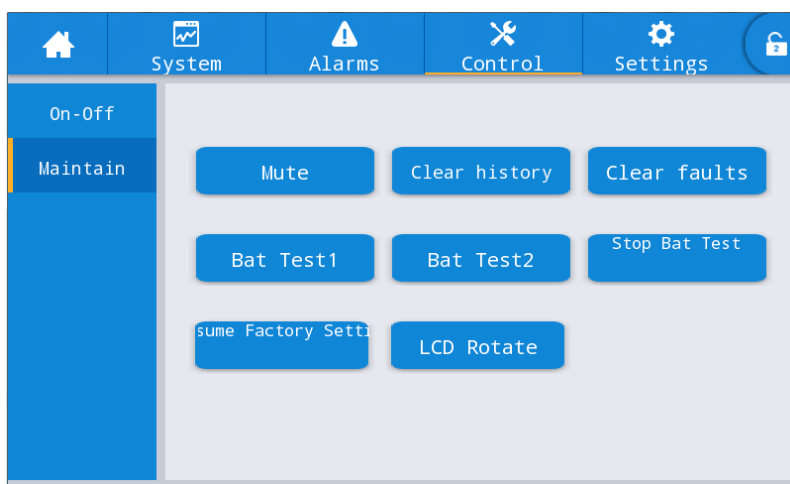 System
Alarms
Control
Settings
2
On-Off
Maintain
Mute
Clear history
Clear faults
Bat Test1
Bat Test2
Stop Bat Test
sume Factory Setti
LCD Rotate